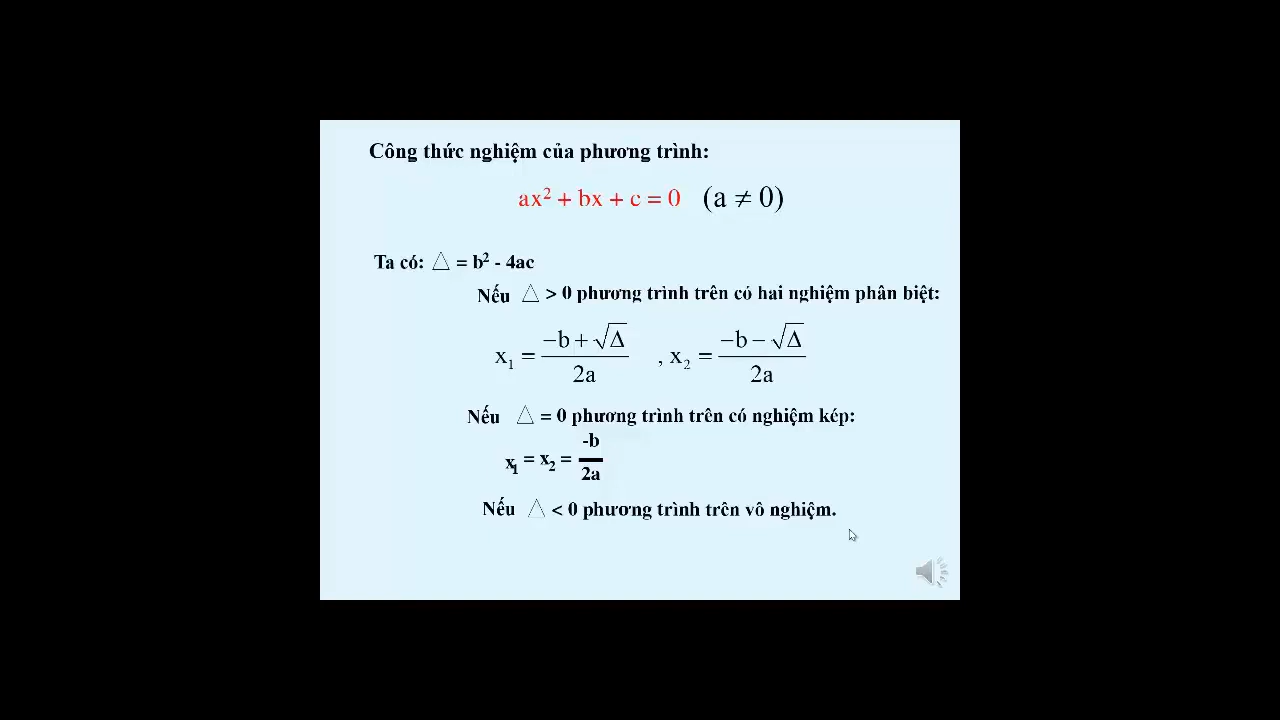 Công thức nghiệm của phương trình:
ax² + bx + c = 0 (a ≠ 0)
Ta có: △ = b² - 4ac
Nếu △ > 0 phương trình trên có hai nghiệm phân biệt:
x₁ = (−b + √Δ)/2a , x₂ = (−b − √Δ)/2a
Nếu △ = 0 phương trình trên có nghiệm kép:
x₁ = x₂ = -b/2a
Nếu △ < 0 phương trình trên vô nghiệm.